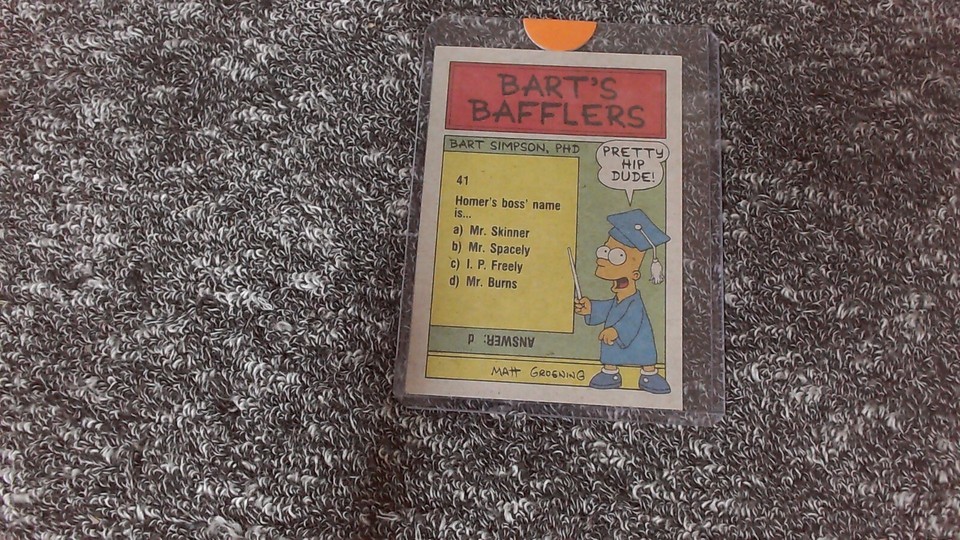 BART'S
BAFFLERS
BART SIMPSON, PHD
PRETTY
HIP
DUDE!
41
Homer's boss' name
is...
a) Mr. Skinner
b) Mr. Spacely
c) I. P. Freely
d) Mr. Burns
ANSWER: d
MATT GROENING